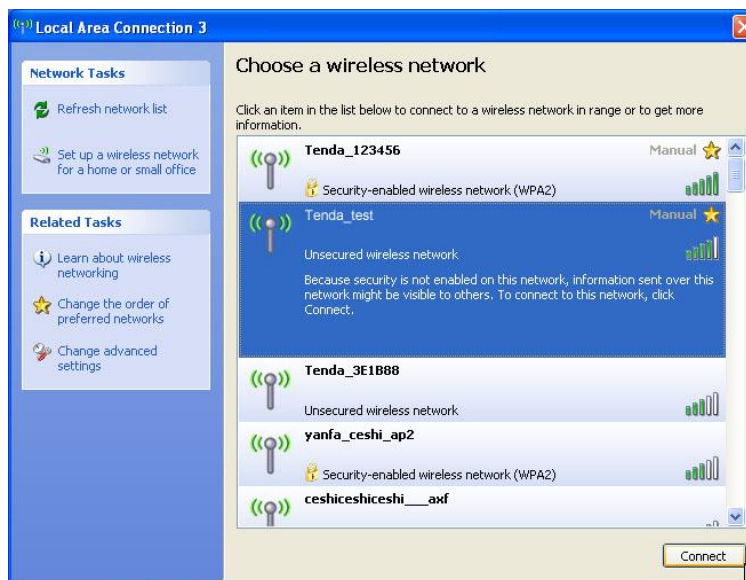 Local Area Connection 3
Network Tasks
Refresh network list
Set up a wireless network
for a home or small office
Related Tasks
Learn about wireless
networking
Change the order of
preferred networks
Change advanced
settings
Choose a wireless network
Click an item in the list below to connect to a wireless network in range or to get more
information.
Tenda_123456 Manual
Security-enabled wireless network (WPA2)
Tenda_test Manual
Unsecured wireless network
Because security is not enabled on this network, information sent over this
network might be visible to others. To connect to this network, click
Connect.
Tenda_3E1B88
Unsecured wireless network
yanfa_ceshi_ap2
Security-enabled wireless network (WPA2)
ceshiceshiceshi___axf
Connect